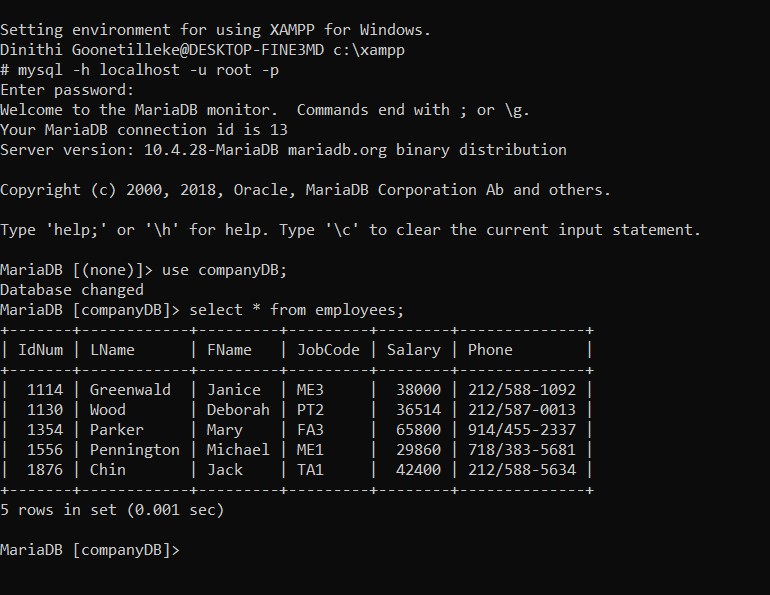 Setting environment for using XAMPP for Windows.
Dinithi Goonetilleke@DESKTOP-FINE3MD c:\xampp
# mysql -h localhost -u root -p
Enter password:
Welcome to the MariaDB monitor.  Commands end with ; or \g.
Your MariaDB connection id is 13
Server version: 10.4.28-MariaDB mariadb.org binary distribution

Copyright (c) 2000, 2018, Oracle, MariaDB Corporation Ab and others.

Type 'help;' or '\h' for help. Type '\c' to clear the current input statement.

MariaDB [(none)]> use companyDB;
Database changed
MariaDB [companyDB]> select * from employees;
+-------+------------+---------+---------+--------+--------------+
| IdNum | LName      | FName   | JobCode | Salary | Phone        |
+-------+------------+---------+---------+--------+--------------+
|  1114 | Greenwald  | Janice  | ME3     |  38000 | 212/588-1092 |
|  1130 | Wood       | Deborah | PT2     |  36514 | 212/587-0013 |
|  1354 | Parker     | Mary    | FA3     |  65800 | 914/455-2337 |
|  1556 | Pennington | Michael | ME1     |  29860 | 718/383-5681 |
|  1876 | Chin       | Jack    | TA1     |  42400 | 212/588-5634 |
+-------+------------+---------+---------+--------+--------------+
5 rows in set (0.001 sec)

MariaDB [companyDB]>